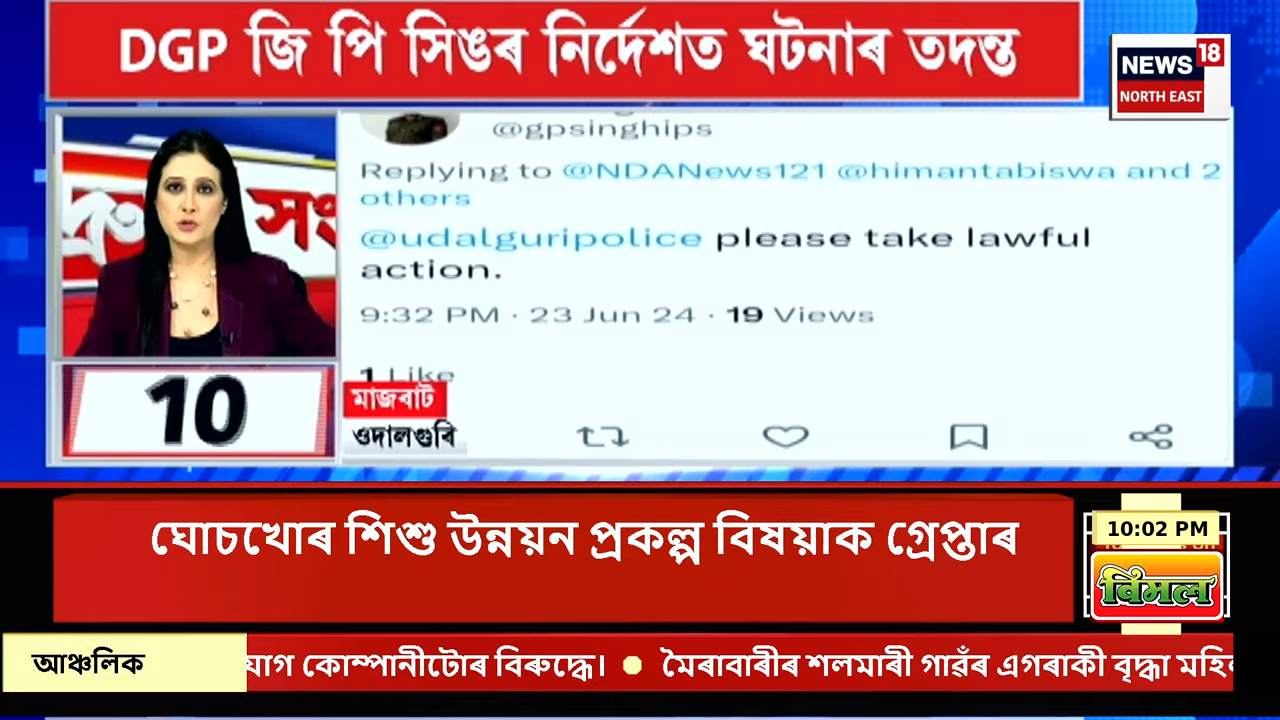 DGP জি পি সিঙৰ নিৰ্দেশত ঘটনাৰ তদন্ত
NEWS 18
NORTH EAST
@gpsinghips
Replying to @NDANews121 @himantabiswa and 2
others
@udalguripolice please take lawful
action.
9:32 PM · 23 Jun 24 · 19 Views
1 Like
10
মাজবাট
ওদালগুৰি
ঘোচখোৰ শিশু উন্নয়ন প্ৰকল্প বিষয়াক গ্ৰেপ্তাৰ
10:02 PM
विमल
আঞ্চলিক
কোম্পানীটোৰ বিৰুদ্ধে। মৈৰাবাৰীৰ শলমাৰী গাৱঁৰ এগৰাকী বৃদ্ধা